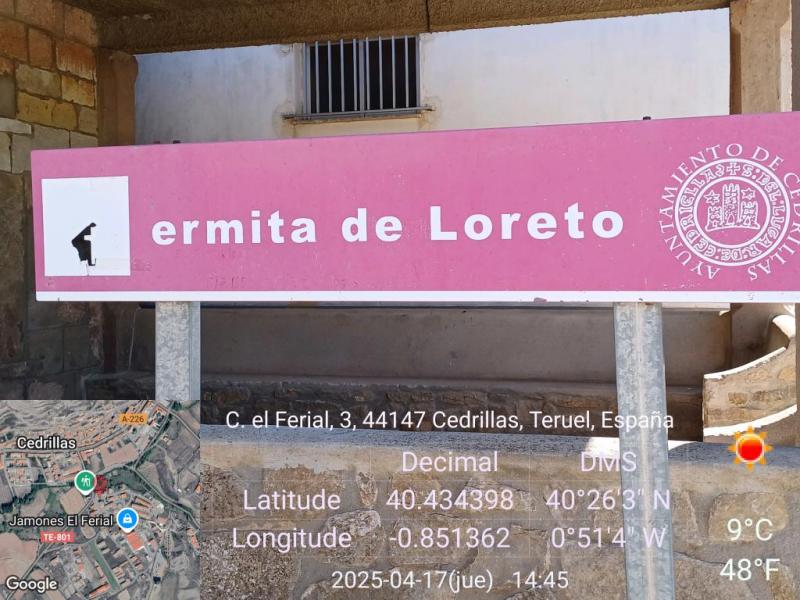 ermita de Loreto
AYUNTAMIENTO DE CEDRILLAS
A-226
Cedrillas
Jamones El Ferial
TE-801
Google
C. el Ferial, 3, 44147 Cedrillas, Teruel, España
Decimal DMS
Latitude 40.434398 40°26'3" N
Longitude -0.851362 0°51'4" W
2025-04-17(jue) 14:45
9°C
48°F